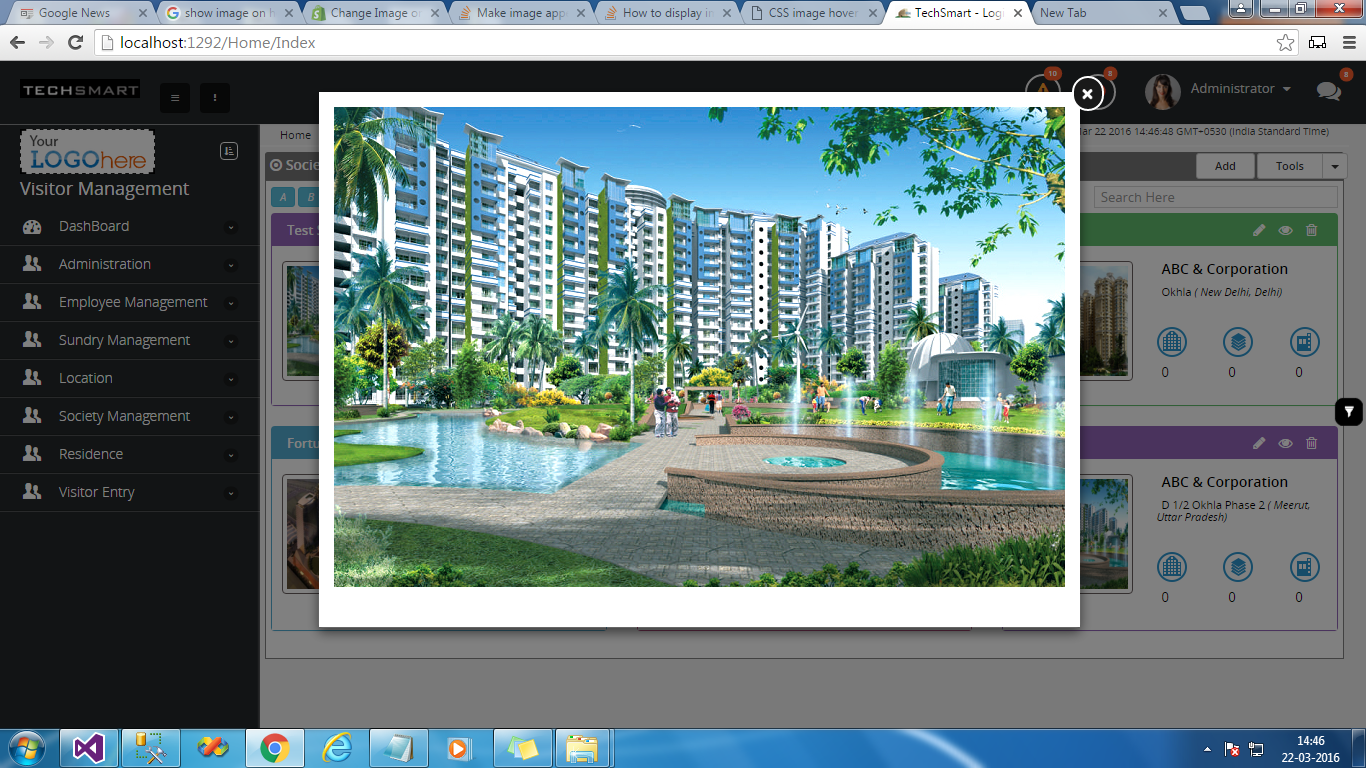 Google News
show image on h
Change Image o
Make image app
How to display i
CSS image hover
TechSmart - Log
New Tab
localhost:1292/Home/Index
TECHSMART
10
8
Administrator
8
Your
LOGOhere
Visitor Management
DashBoard
Administration
Employee Management
Sundry Management
Location
Society Management
Residence
Visitor Entry
Home
22 2016 14:46:48 GMT+0530 (India Standard Time)
Socie
Add
Tools
A
B
Search Here
Test
ABC & Corporation
Okhla ( New Delhi, Delhi)
0
0
0
Fortu
ABC & Corporation
D 1/2 Okhla Phase 2 ( Meerut,
Uttar Pradesh)
0
0
0
14:46
22-03-2016